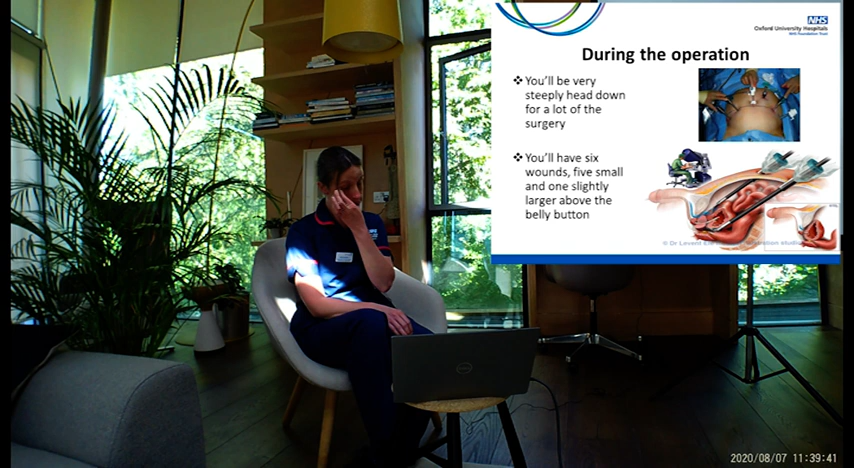 NHS
Oxford University Hospitals
NHS Foundation Trust
During the operation
❖ You'll be very
steeply head down
for a lot of the
surgery
❖ You'll have six
wounds, five small
and one slightly
larger above the
belly button
© Dr Levent
DELL
2020/08/07 11:39:41